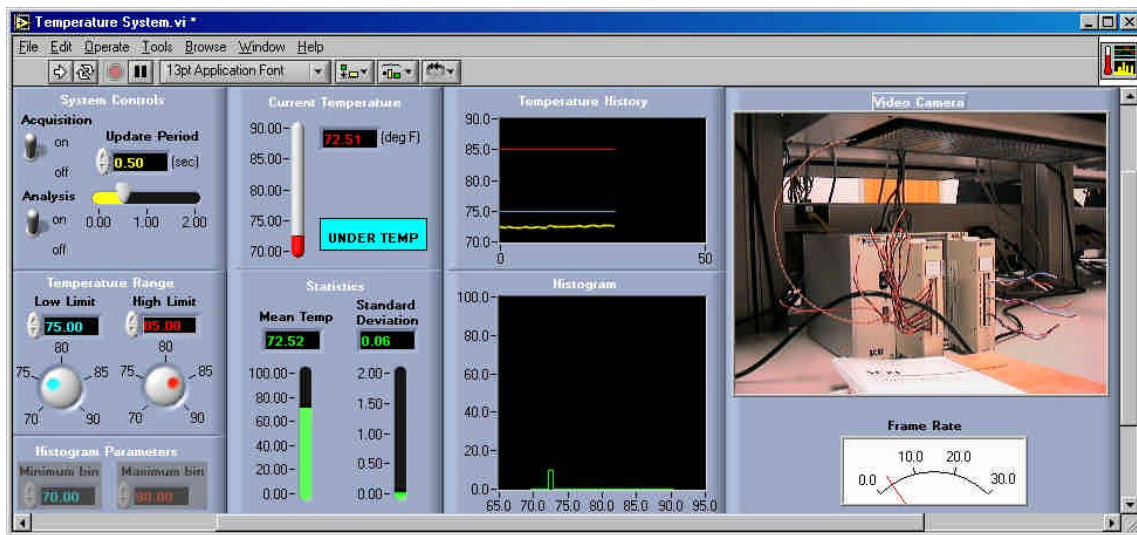 Temperature System.vi *
File Edit Operate Tools Browse Window Help
13pt Application Font
System Controls
Acquisition
on
off
Update Period
0.50 (sec)
Analysis
on
off
0.00 1.00 2.00
Temperature Range
Low Limit High Limit
75.00 85.00
80 80
75 85 75 85
70 90 70 90
Histogram Parameters
Minimum bin Maximum bin
70.00 90.00
Current Temperature
90.00
85.00
80.00
75.00
70.00
72.51 (deg F)
UNDER TEMP
Statistics
Mean Temp
Standard
Deviation
72.52 0.06
100.00 2.00
80.00 1.50
60.00 1.00
40.00 0.50
20.00
0.00 0.00
Temperature History
90.0
85.0
80.0
75.0
70.0
0 50
Histogram
100.0
80.0
60.0
40.0
20.0
0.0
65.0 70.0 75.0 80.0 85.0 90.0 95.0
Video Camera
Frame Rate
0.0 10.0 20.0 30.0